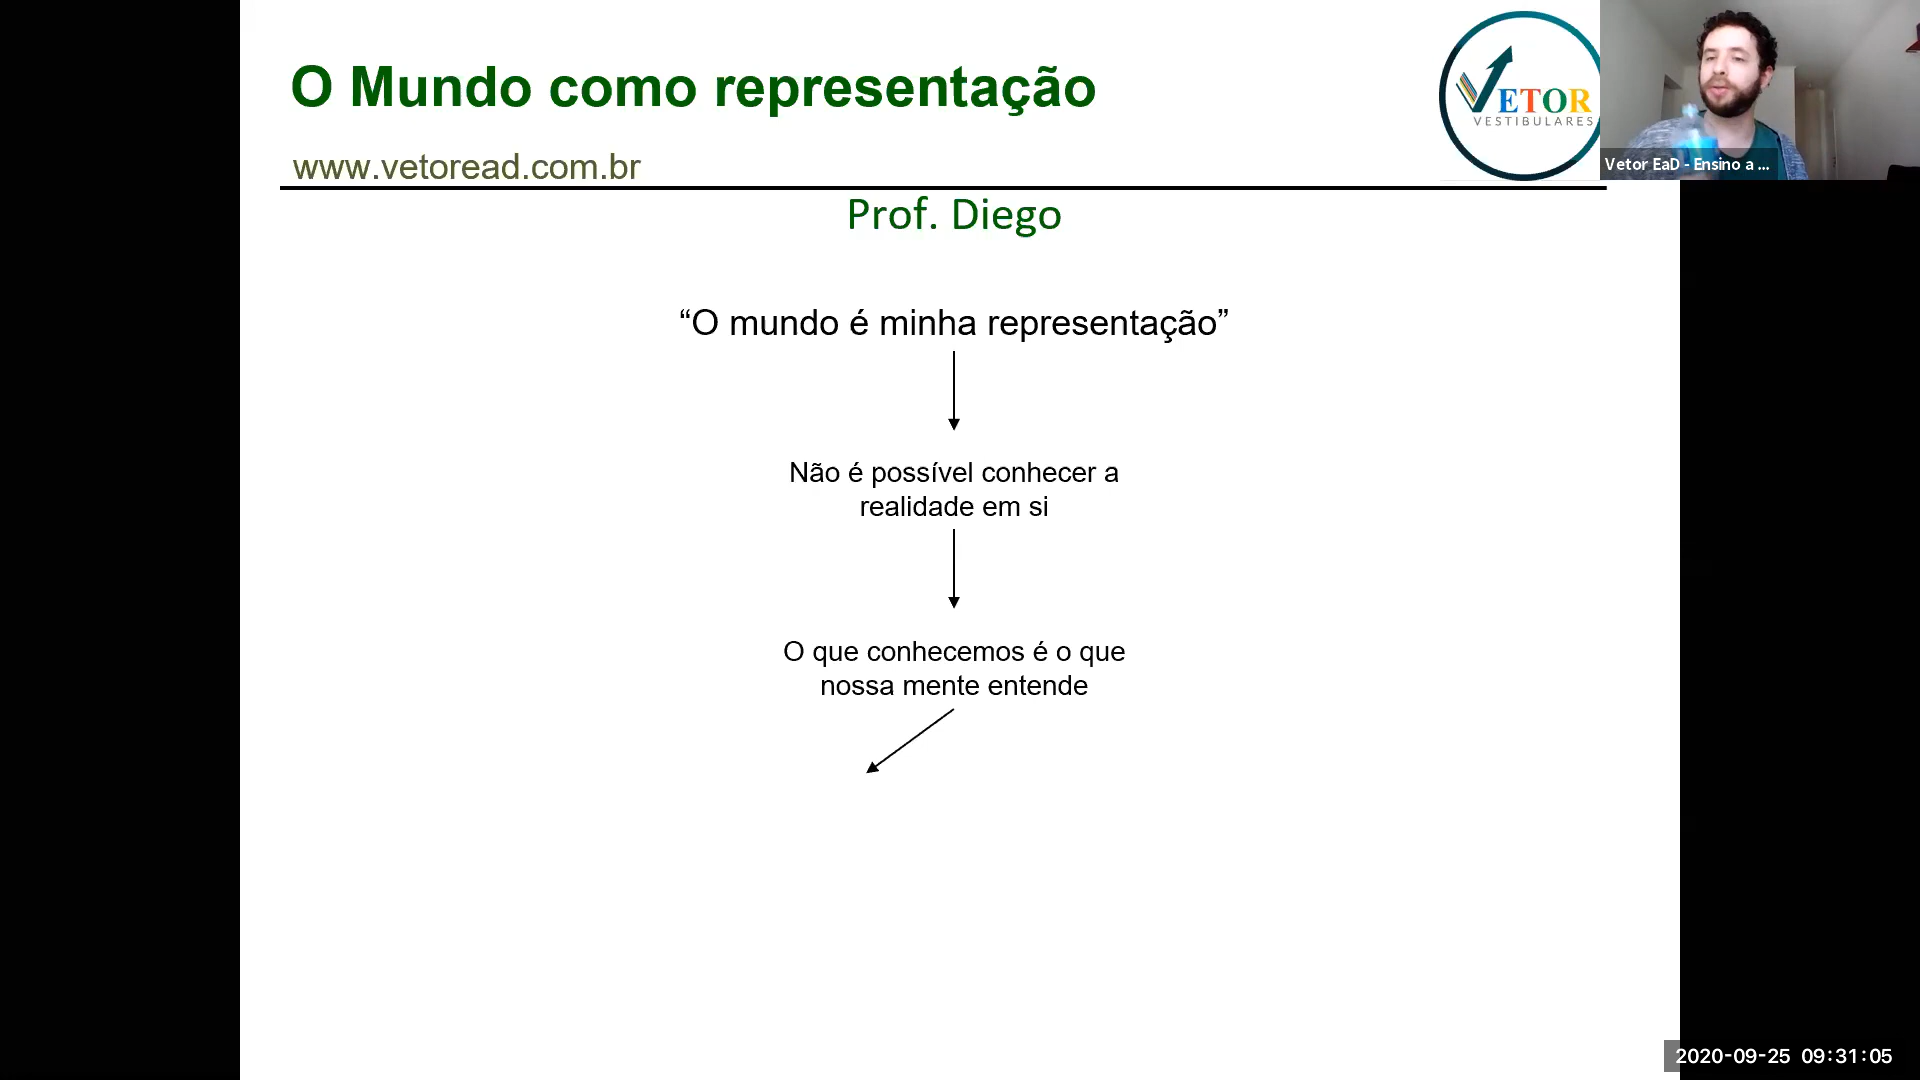 O Mundo como representação
www.vetoread.com.br
VETOR
VESTIBULARES
Vetor EaD - Ensino a ...
Prof. Diego
“O mundo é minha representação”
Não é possível conhecer a
realidade em si
O que conhecemos é o que
nossa mente entende
2020-09-25 09:31:05